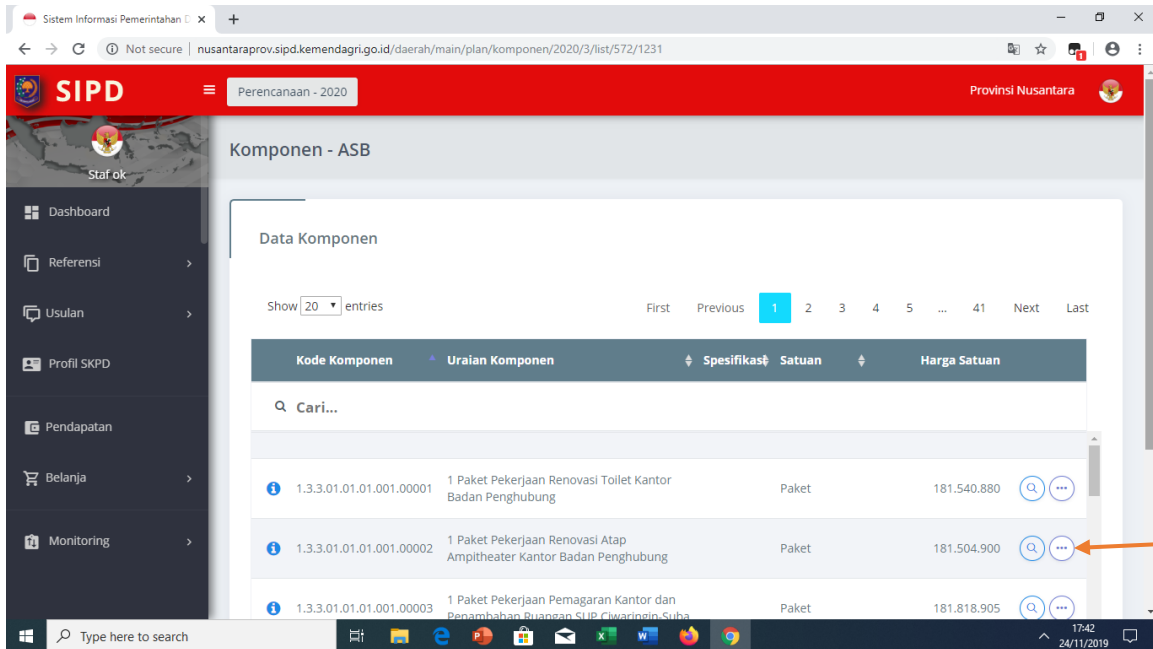 Sistem Informasi Pemerintahan D
Not secure | nusantaraprov.sipd.kemendagri.go.id/daerah/main/plan/komponen/2020/3/list/572/1231
1
SIPD
Perencanaan - 2020
Provinsi Nusantara
Staf ok
Dashboard
Referensi
Usulan
Profil SKPD
Pendapatan
Belanja
Monitoring
Komponen - ASB
Data Komponen
Show 20 entries
First Previous 1 2 3 4 5 ... 41 Next Last
Kode Komponen Uraian Komponen Spesifikasi Satuan Harga Satuan
Cari...
1.3.3.01.01.01.001.00001 1 Paket Pekerjaan Renovasi Toilet Kantor Paket 181.540.880
Badan Penghubung
1.3.3.01.01.01.001.00002 1 Paket Pekerjaan Renovasi Atap Paket 181.504.900
Ampitheater Kantor Badan Penghubung
1.3.3.01.01.01.001.00003 1 Paket Pekerjaan Pemagaran Kantor dan Paket 181.818.905
Penambahan Ruangan SUP Ciwaringin-Suba
Type here to search
17:42
24/11/2019